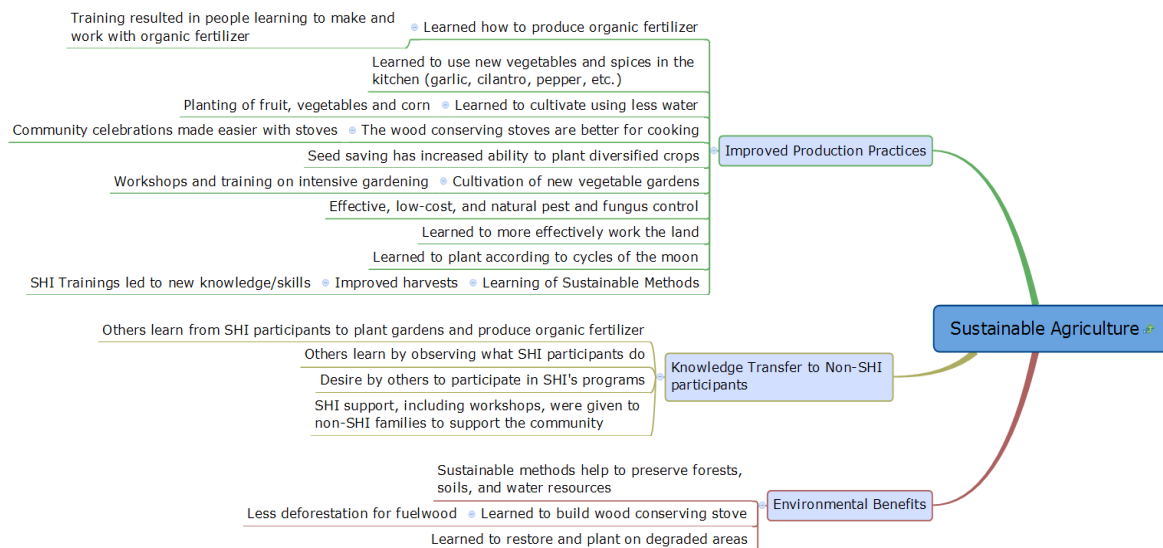 Training resulted in people learning to make and
work with organic fertilizer
Learned how to produce organic fertilizer
Learned to use new vegetables and spices in the
kitchen (garlic, cilantro, pepper, etc.)
Planting of fruit, vegetables and corn
Learned to cultivate using less water
Community celebrations made easier with stoves
The wood conserving stoves are better for cooking
Improved Production Practices
Seed saving has increased ability to plant diversified crops
Workshops and training on intensive gardening
Cultivation of new vegetable gardens
Effective, low-cost, and natural pest and fungus control
Learned to more effectively work the land
Learned to plant according to cycles of the moon
SHI Trainings led to new knowledge/skills
Improved harvests
Learning of Sustainable Methods
Sustainable Agriculture
Others learn from SHI participants to plant gardens and produce organic fertilizer
Others learn by observing what SHI participants do
Knowledge Transfer to Non-SHI
participants
Desire by others to participate in SHI's programs
SHI support, including workshops, were given to
non-SHI families to support the community
Sustainable methods help to preserve forests,
soils, and water resources
Environmental Benefits
Less deforestation for fuelwood
Learned to build wood conserving stove
Learned to restore and plant on degraded areas